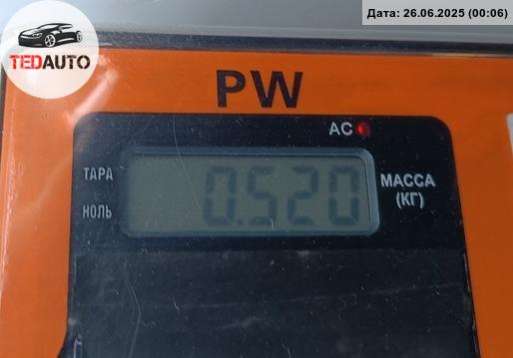 Дата: 26.06.2025 (00:06)
TEDAUTO
PW
AC
ТАРА
НОЛЬ
0.520
МАССА
(КГ)